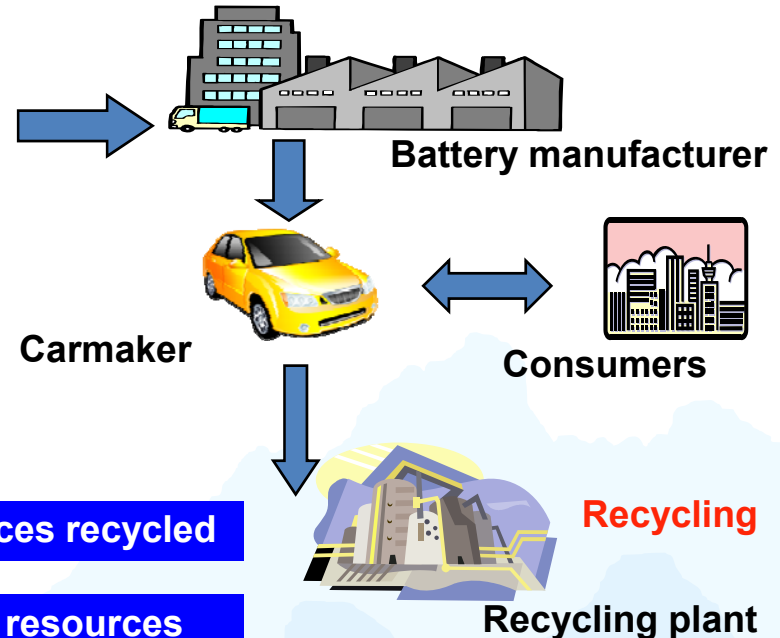 Battery manufacturer
Carmaker
Consumers
ces recycled
Recycling
resources
Recycling plant